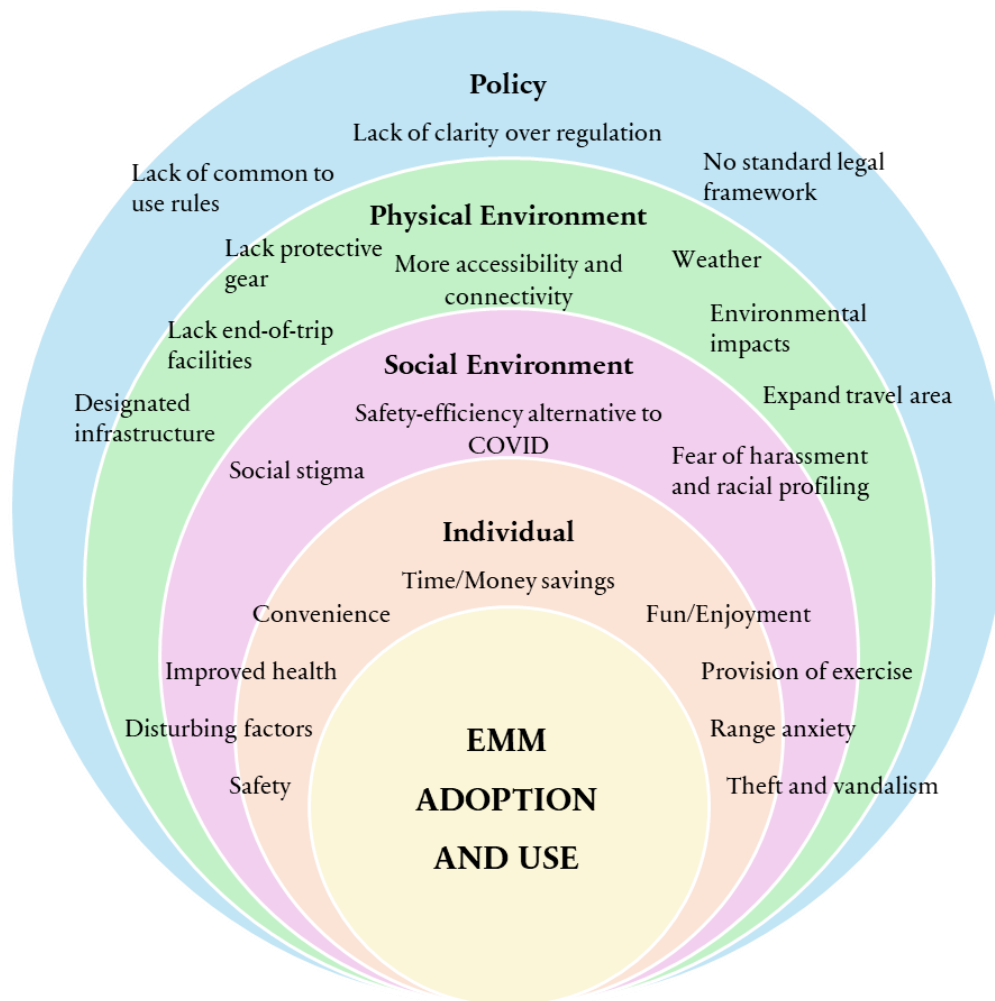 Policy
Lack of clarity over regulation
Lack of common to
use rules
No standard legal
framework
Physical Environment
Lack protective
gear
More accessibility and
connectivity
Weather
Lack end-of-trip
facilities
Environmental
impacts
Designated
infrastructure
Expand travel area
Social Environment
Safety-efficiency alternative to
COVID
Social stigma
Fear of harassment
and racial profiling
Individual
Time/Money savings
Convenience
Fun/Enjoyment
Improved health
Provision of exercise
Disturbing factors
Range anxiety
Safety
Theft and vandalism
EMM
ADOPTION
AND USE